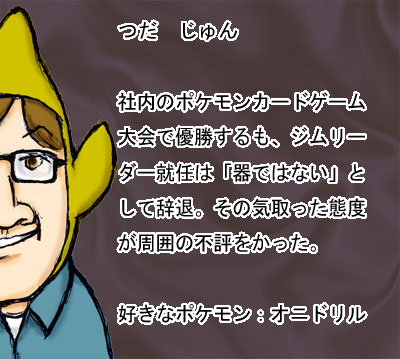 つだ　じゅん
社内のポケモンカードゲーム
大会で優勝するも、ジムリー
ダー就任は「器ではない」と
して辞退。その気取った態度
が周囲の不評をかった。
好きなポケモン：オニドリル